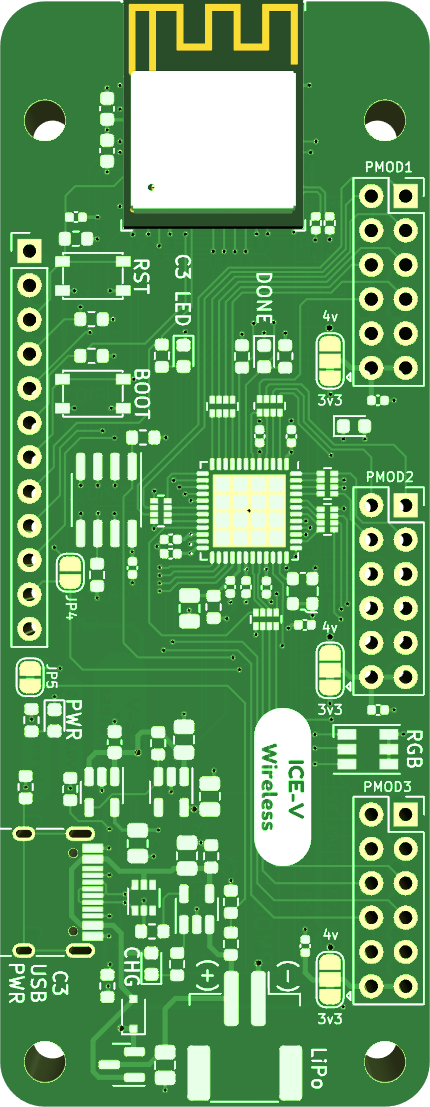 PMOD1
RST
C3 LED
DONE
4v
BOOT
3v3
PMOD2
JP4
4v
JP5
3v3
PWR
RGB
ICE-V
Wireless
PMOD3
4v
CHG
(+)
(−)
C3
USB
PWR
3v3
LiPo